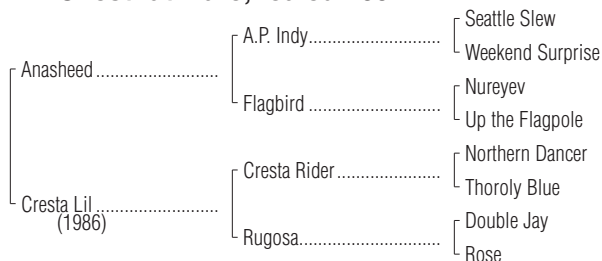 Seattle Slew
A.P. Indy
Weekend Surprise
Anasheed
Nureyev
Flagbird
Up the Flagpole
Northern Dancer
Cresta Rider
Thoroly Blue
Cresta Lil
(1986)
Double Jay
Rugosa
Rose